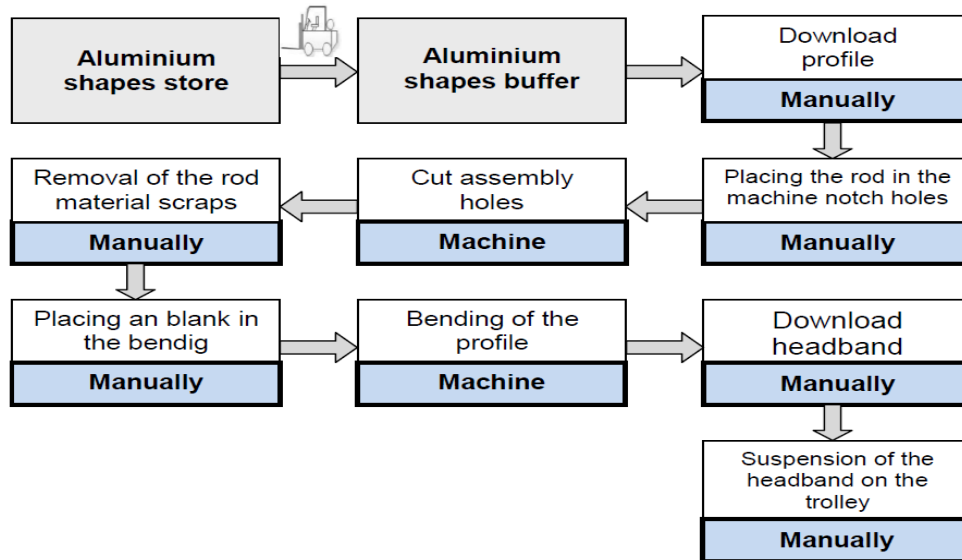 Aluminium
shapes store
Aluminium
shapes buffer
Download
profile
Manually
Removal of the rod
material scraps
Manually
Cut assembly
holes
Machine
Placing the rod in the
machine notch holes
Manually
Placing an blank in
the bendig
Manually
Bending of the
profile
Machine
Download
headband
Manually
Suspension of the
headband on the
trolley
Manually